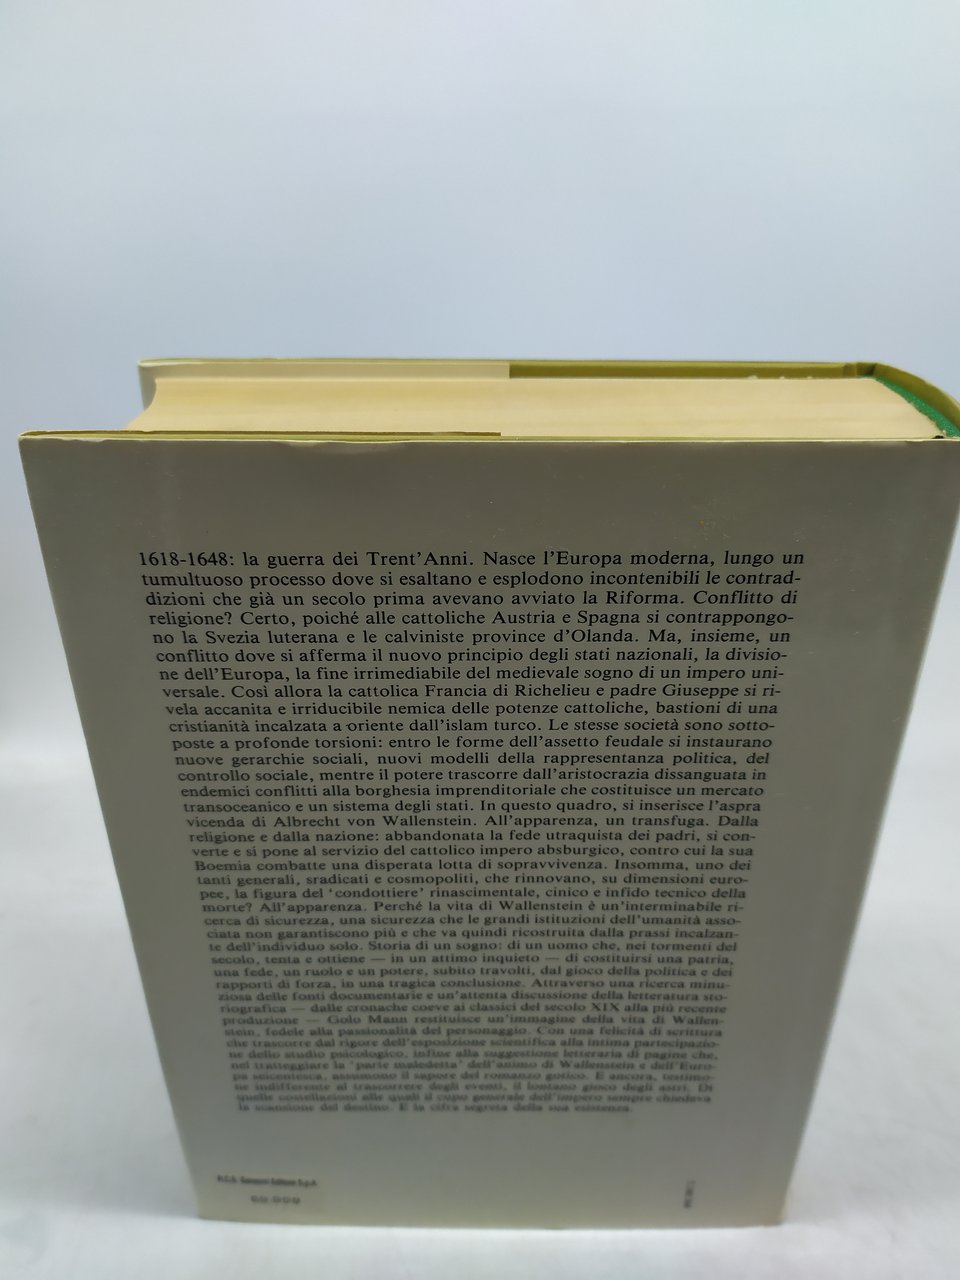 1618-1648: la guerra dei Trent'Anni. Nasce l'Europa moderna, lungo un
tumultuoso processo dove si esaltano e esplodono incontenibili le contrad-
dizioni che già un secolo prima avevano avviato la Riforma. Conflitto di
religione? Certo, poiché alle cattoliche Austria e Spagna si contrappongo-
no la Svezia luterana e le calviniste province d'Olanda. Ma, insieme, un
conflitto dove si afferma il nuovo principio degli stati nazionali, la divisio-
ne dell'Europa, la fine irrimediabile del medievale sogno di un impero uni-
versale. Così allora la cattolica Francia di Richelieu e padre Giuseppe si ri-
vela accanita e irriducibile nemica delle potenze cattoliche, bastioni di una
cristianità incalzata a oriente dall'islam turco. Le stesse società sono sotto-
poste a profonde torsioni: entro le forme dell'assetto feudale si instaurano
nuove gerarchie sociali, nuovi modelli della rappresentanza politica, del
controllo sociale, mentre il potere trascorre dall'aristocrazia dissanguata in
endemici conflitti alla borghesia imprenditoriale che costituisce un mercato
transoceanico e un sistema degli stati. In questo quadro, si inserisce l'aspra
vicenda di Albrecht von Wallenstein. All'apparenza, un transfuga. Dalla
religione e dalla nazione: abbandonata la fede utraquista dei padri, si con-
verte e si pone al servizio del cattolico impero absburgico, contro cui la sua
Boemia combatte una disperata lotta di sopravvivenza. Insomma, uno dei
tanti generali, sradicati e cosmopoliti, che rinnovano, su dimensioni euro-
pee, la figura del 'condottiere' rinascimentale, cinico e infido tecnico della
morte? All'apparenza. Perché la vita di Wallenstein è un'interminabile ri-
cerca di sicurezza, una sicurezza che le grandi istituzioni dell'umanità asso-
ciata non garantiscono più e che va quindi ricostruita dalla prassi incalzan-
te dell'individuo solo. Storia di un sogno: di un uomo che, nei tormenti del
secolo, tenta e ottiene — in un attimo inquieto — di costituirsi una patria,
una fede, un ruolo e un potere, subito travolti, dal gioco della politica e dei
rapporti di forza, in una tragica conclusione. Attraverso una ricerca minu-
ziosa delle fonti documentarie e un'attenta discussione della letteratura sto-
riografica — dalle cronache coeve ai classici del secolo XIX alla più recente
produzione — Golo Mann restituisce un'immagine della vita di Wallen-
stein, fedele alla passionalità del personaggio. Con una felicità di scrittura
che trascorre dal rigore dell'esposizione scientifica alla intima partecipazio-
ne dello studio psicologico, infine alla suggestione letteraria di pagine che,
nel tratteggiare la 'parte maledetta' dell'animo di Wallenstein e dell'Euro-
pa seicentesca, assumono il sapore del romanzo gotico. E ancora, testimo-
ne indifferente al trascorrere degli eventi, il lontano gioco degli astri. Di
quelle costellazioni alle quali il cupo generale dell'impero sempre chiedeva
la scansione del destino. E la cifra segreta della sua esistenza.
R.C.S. Sansoni Editore S.p.A.
60.000